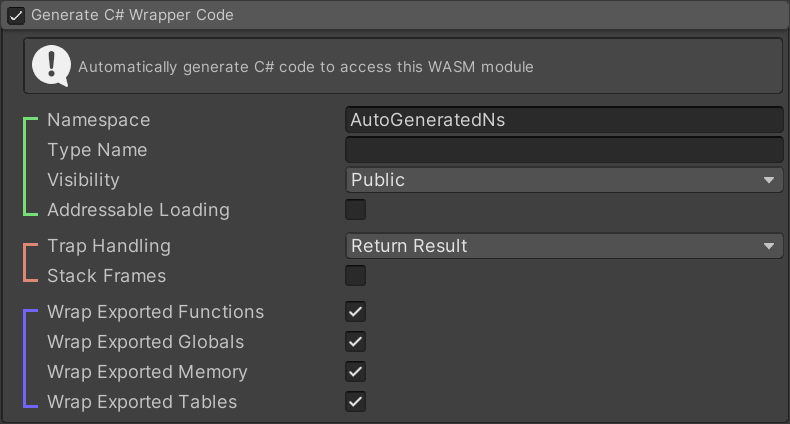 Generate C# Wrapper Code
Automatically generate C# code to access this WASM module
Namespace AutoGeneratedNs
Type Name
Visibility Public
Addressable Loading
Trap Handling Return Result
Stack Frames
Wrap Exported Functions
Wrap Exported Globals
Wrap Exported Memory
Wrap Exported Tables